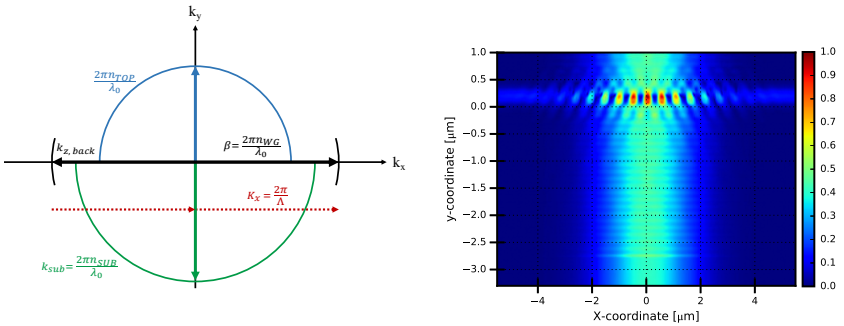 k_y
2πn_TOP/λ_0
k_{z,back}
β=2πn_WG/λ_0
k_x
K_x = 2π/Λ
k_sub=2πn_SUB/λ_0
1.0
0.5
0.0
−0.5
−1.0
−1.5
−2.0
−2.5
−3.0
y-coordinate [μm]
−4
−2
0
2
4
X-coordinate [μm]
1.0
0.9
0.8
0.7
0.6
0.5
0.4
0.3
0.2
0.1
0.0